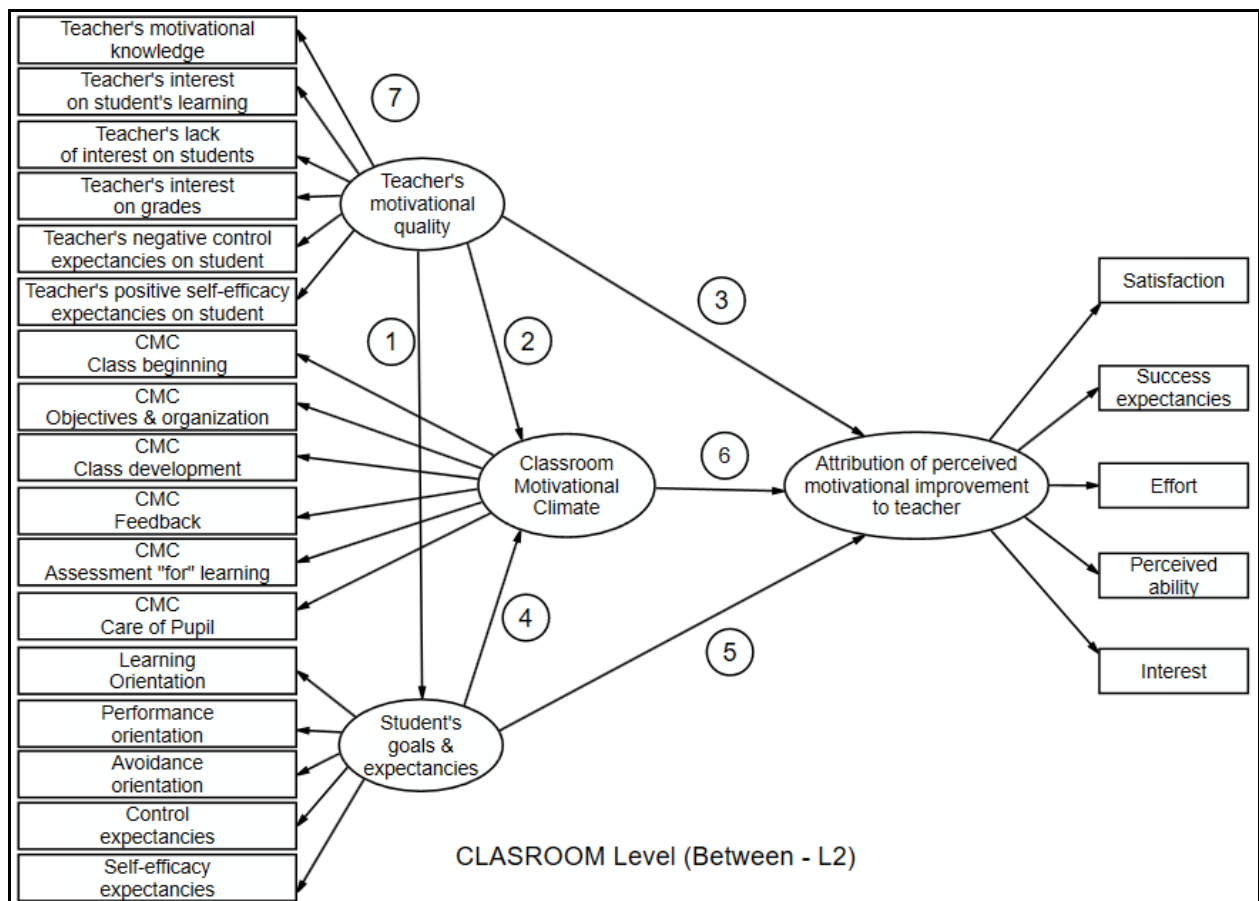 Teacher's motivational
knowledge
Teacher's interest
on student's learning
Teacher's lack
of interest on students
Teacher's interest
on grades
Teacher's negative control
expectancies on student
Teacher's positive self-efficacy
expectancies on student
CMC
Class beginning
CMC
Objectives & organization
CMC
Class development
CMC
Feedback
CMC
Assessment "for" learning
CMC
Care of Pupil
Learning
Orientation
Performance
orientation
Avoidance
orientation
Control
expectancies
Self-efficacy
expectancies
7
Teacher's
motivational
quality
1
2
3
Classroom
Motivational
Climate
6
4
5
Student's
goals &
expectancies
Attribution of perceived
motivational improvement
to teacher
Satisfaction
Success
expectancies
Effort
Perceived
ability
Interest
CLASROOM Level (Between - L2)